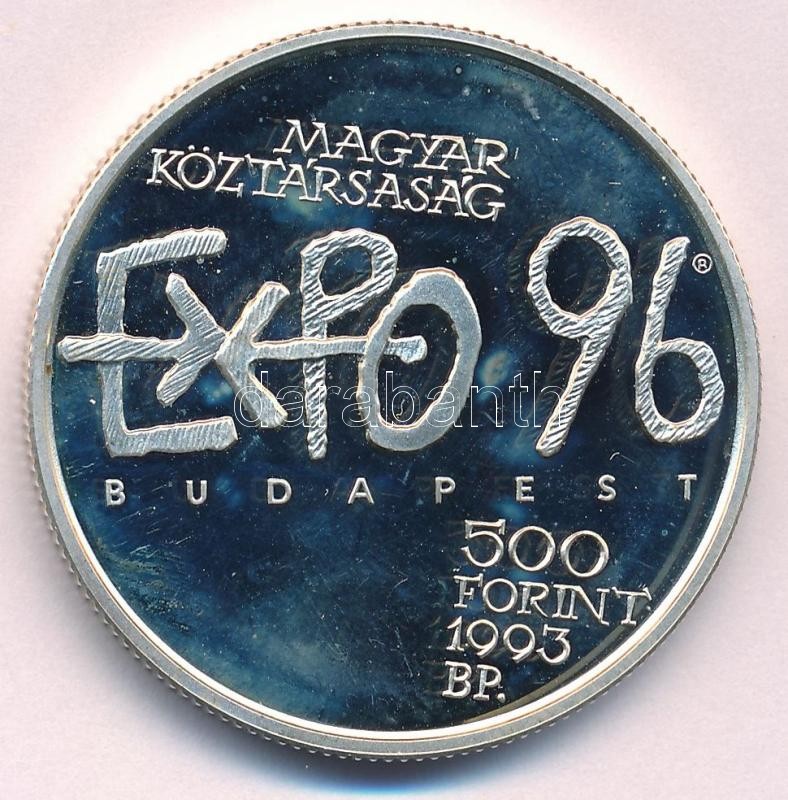 MAGYAR
KÖZTÁRSASÁG
EXPO 96 ®
darabanth
BUDAPEST
500
FORINT
1993
BP.